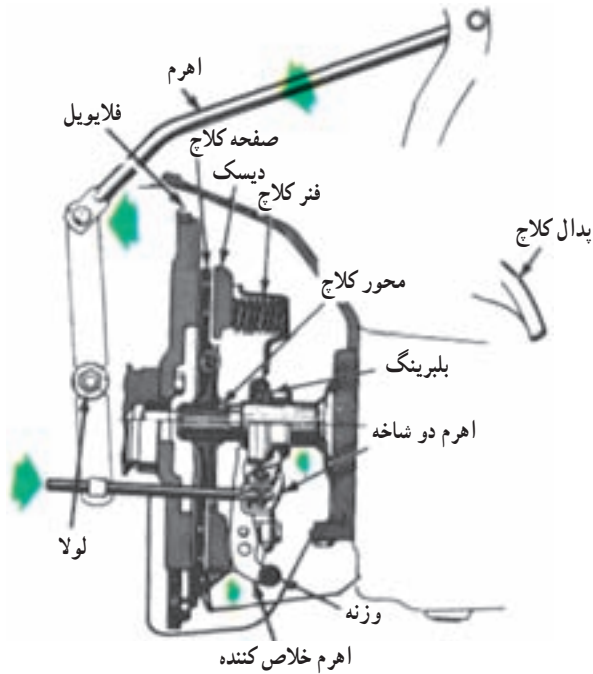 اهرم
فلایویل
صفحه کلاچ
دیسک
فنر کلاچ
پدال کلاچ
محور کلاچ
بلبرینگ
اهرم دو شاخه
لولا
وزنه
اهرم خلاص کننده